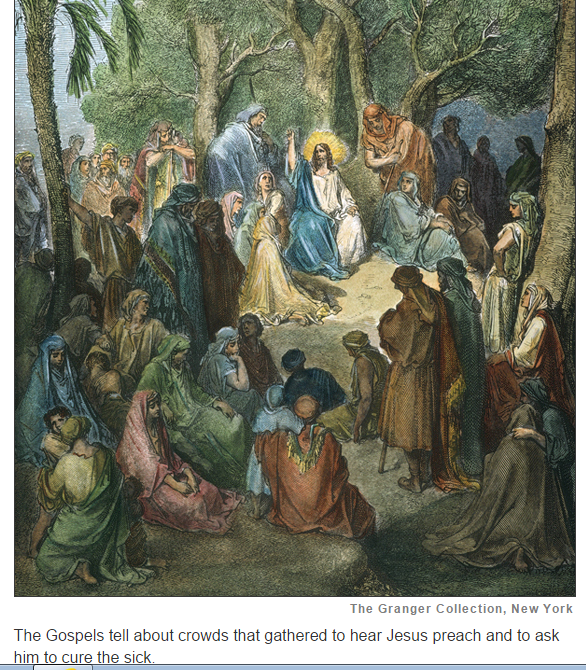 The Granger Collection, New York
The Gospels tell about crowds that gathered to hear Jesus preach and to ask
him to cure the sick.